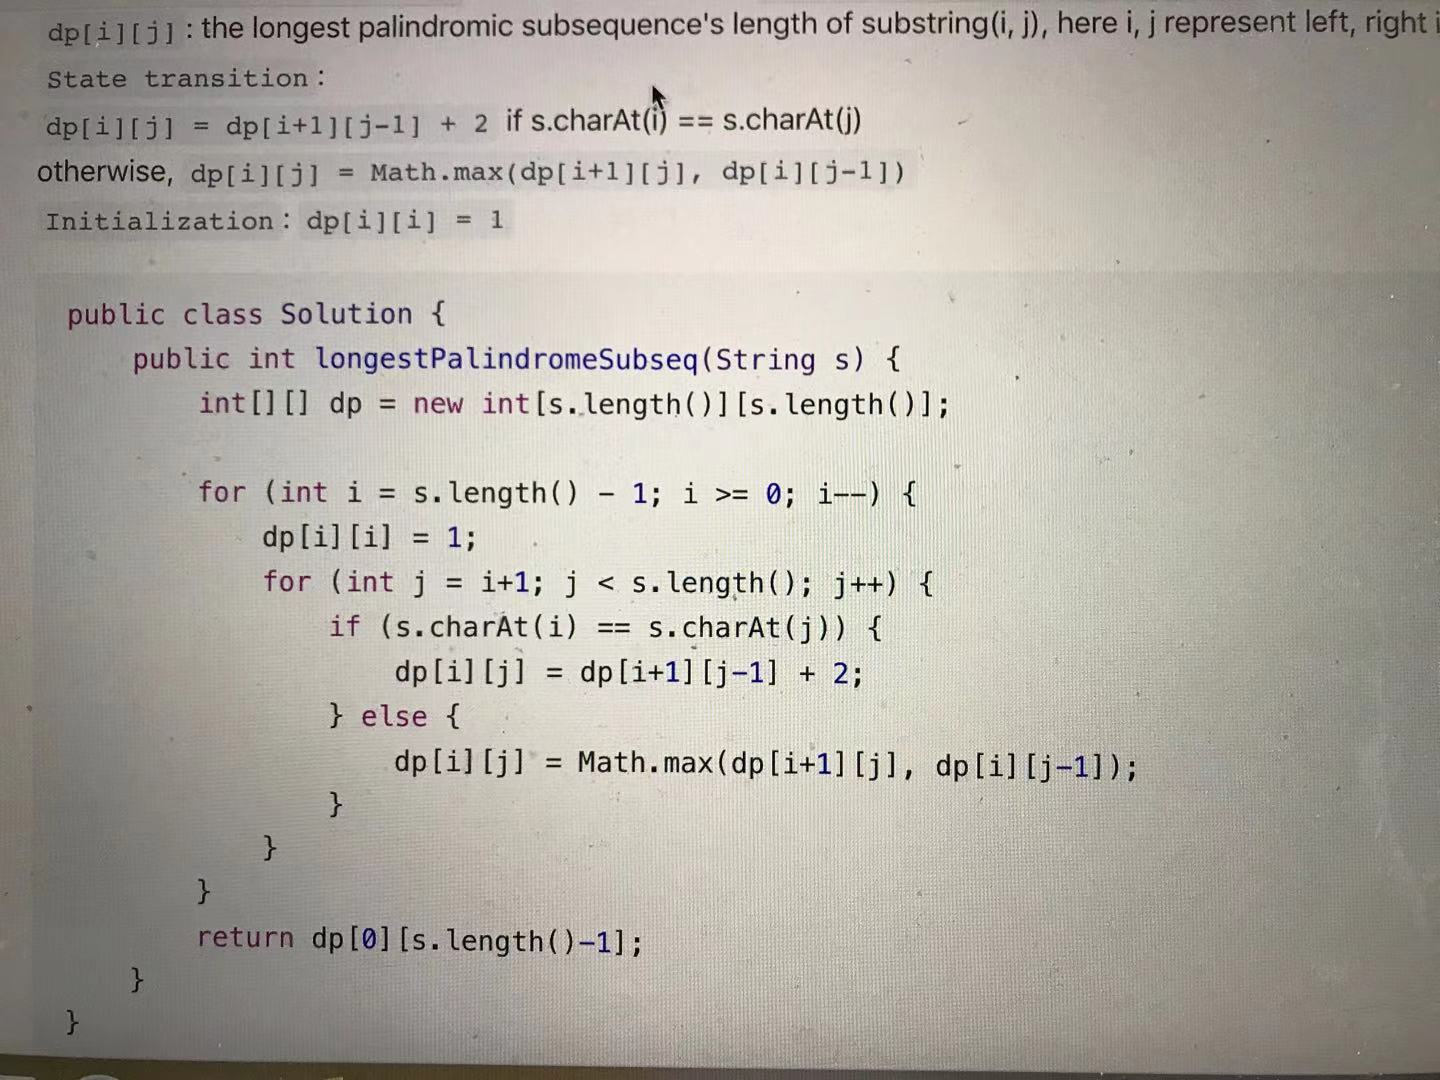 dp[i][j] : the longest palindromic subsequence's length of substring(i, j), here i, j represent left, right
State transition:
dp[i][j] = dp[i+1][j-1] + 2 if s.charAt(i) == s.charAt(j)
otherwise, dp[i][j] = Math.max(dp[i+1][j], dp[i][j-1])
Initialization: dp[i][i] = 1
public class Solution {
    public int longestPalindromeSubseq(String s) {
        int[][] dp = new int[s.length()][s.length()];
        for (int i = s.length() - 1; i >= 0; i--) {
            dp[i][i] = 1;
            for (int j = i+1; j < s.length(); j++) {
                if (s.charAt(i) == s.charAt(j)) {
                    dp[i][j] = dp[i+1][j-1] + 2;
                } else {
                    dp[i][j] = Math.max(dp[i+1][j], dp[i][j-1]);
                }
            }
        }
        return dp[0][s.length()-1];
    }
}